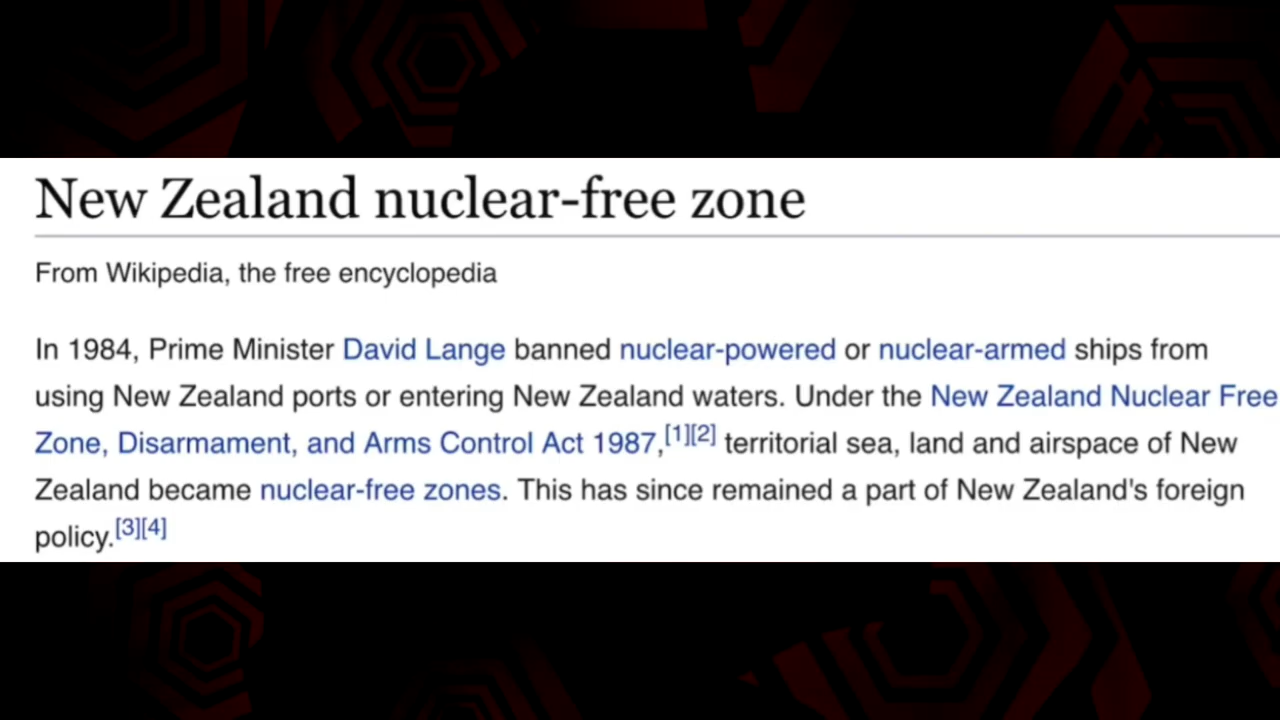 New Zealand nuclear-free zone
From Wikipedia, the free encyclopedia
In 1984, Prime Minister David Lange banned nuclear-powered or nuclear-armed ships from
using New Zealand ports or entering New Zealand waters. Under the New Zealand Nuclear Free
Zone, Disarmament, and Arms Control Act 1987,[1][2] territorial sea, land and airspace of New
Zealand became nuclear-free zones. This has since remained a part of New Zealand's foreign
policy.[3][4]